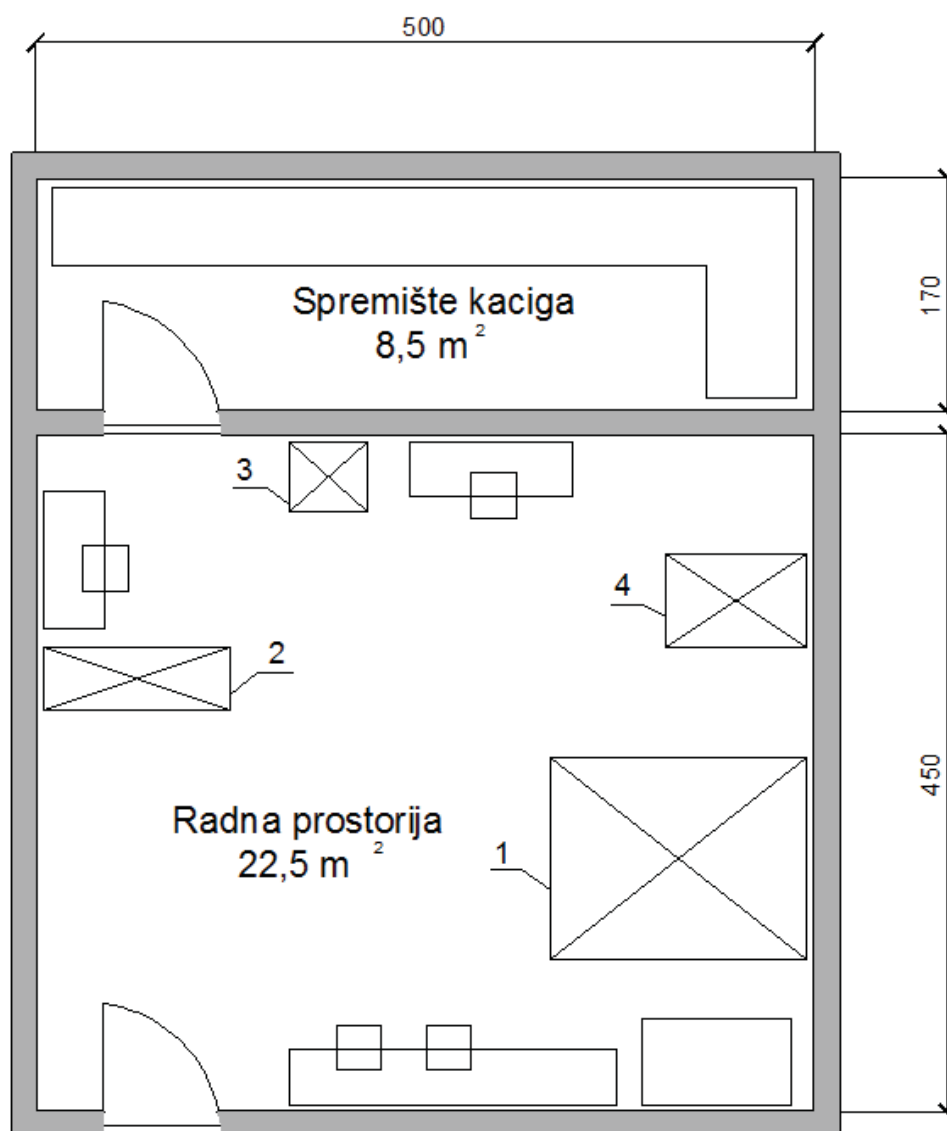 500
Spremište kaciga
8,5 m²
170
3
4
2
450
Radna prostorija
22,5 m²
1